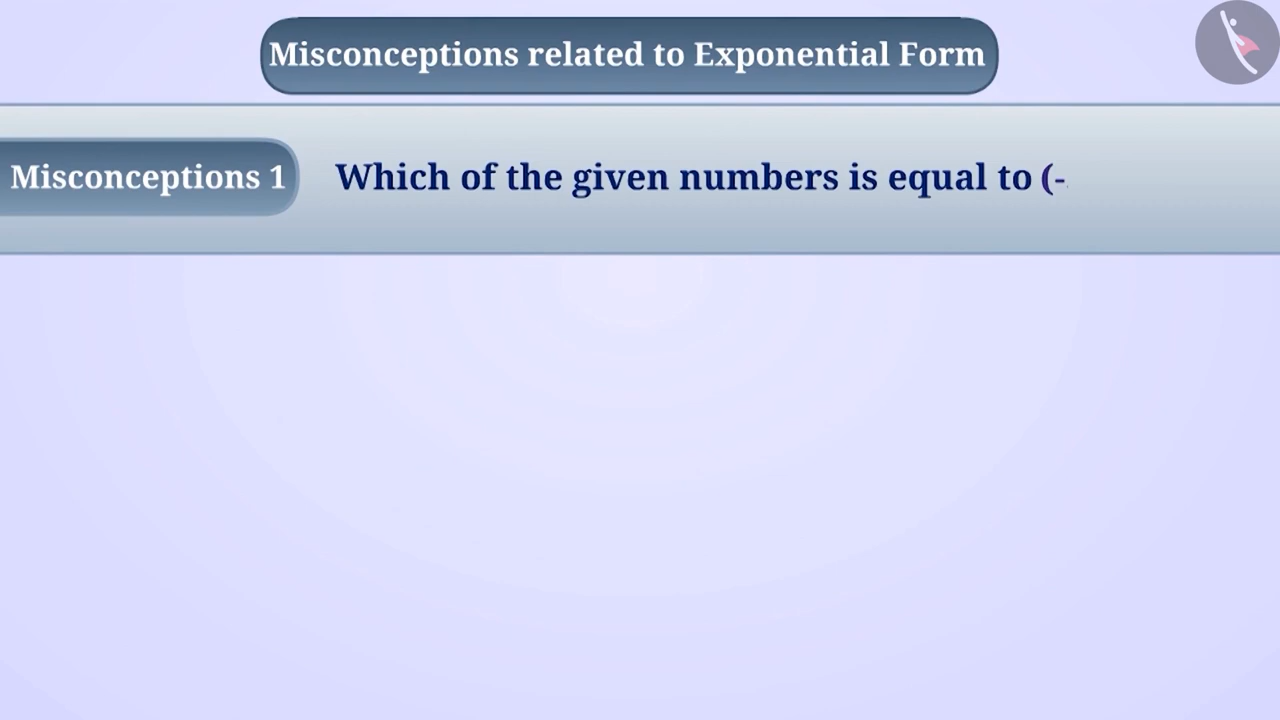 Misconceptions related to Exponential Form
Misconceptions 1
Which of the given numbers is equal to (-